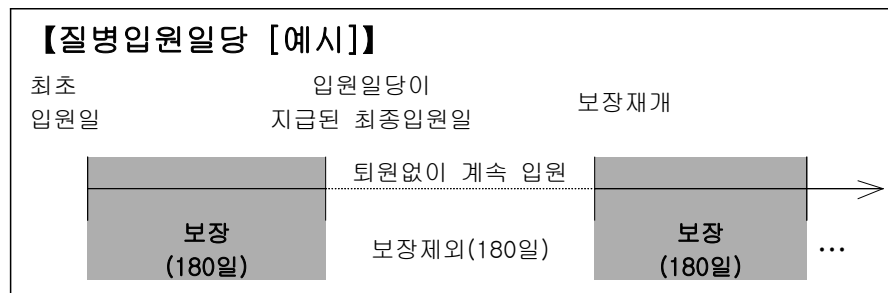 【질병입원일당 [예시]】
최초 입원일당이 보장재개
입원일 지급된 최종입원일
퇴원없이 계속 입원
보장 보장제외(180일) 보장 …
(180일) (180일)